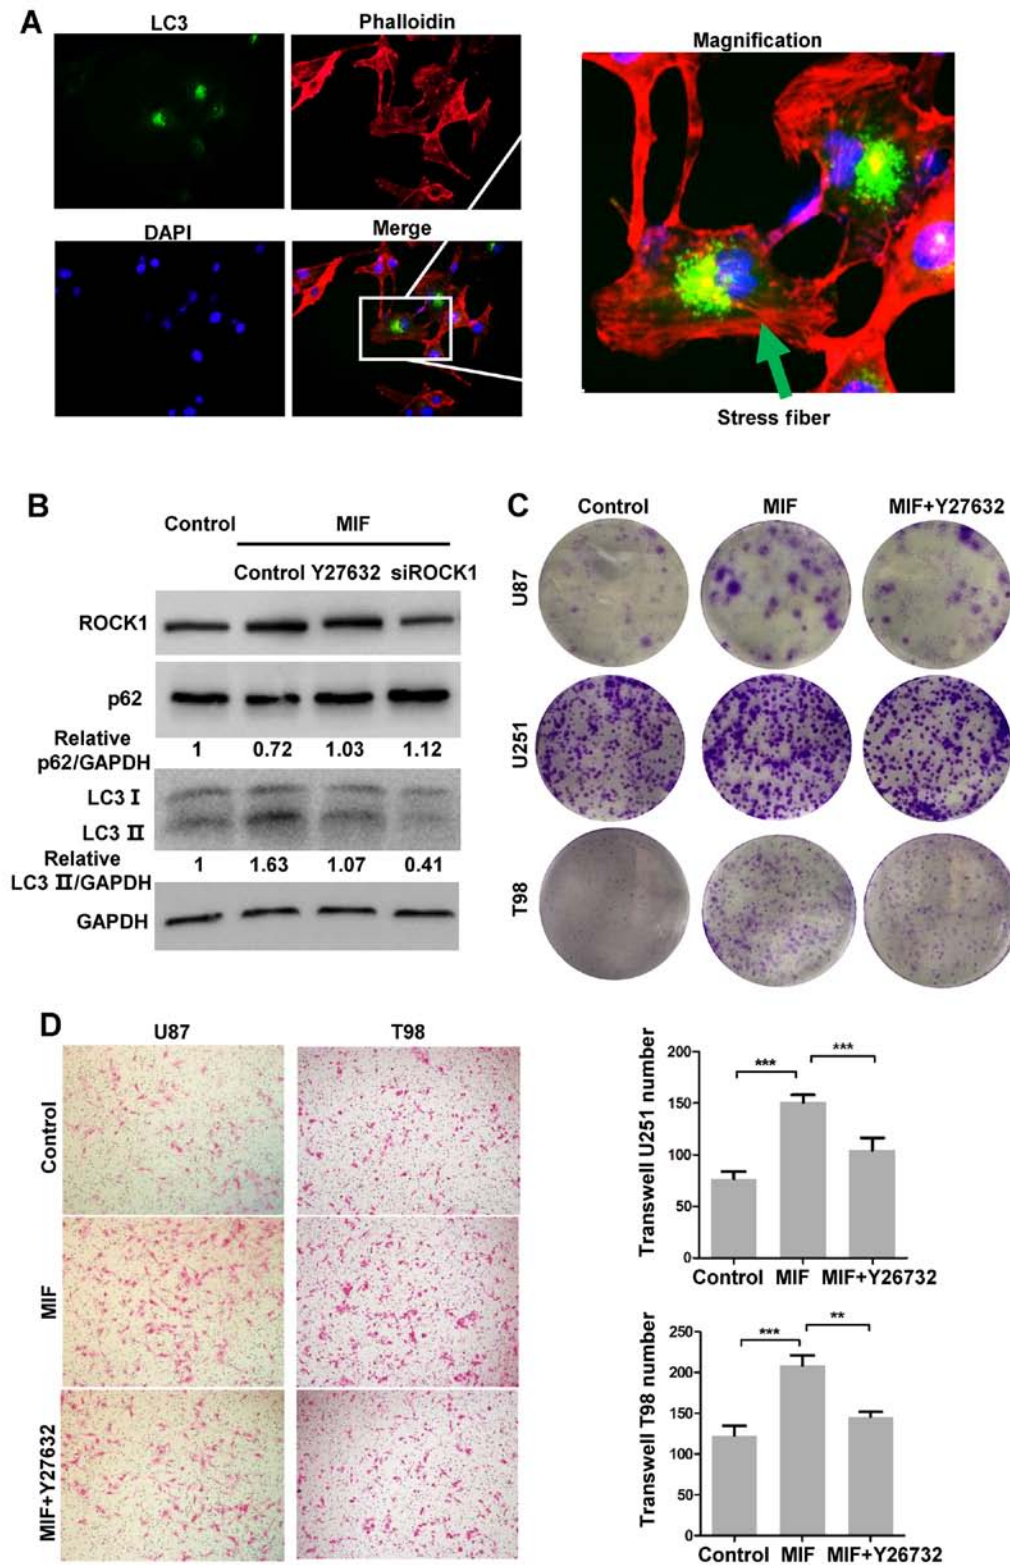 A
LC3
Phalloidin
Magnification
DAPI
Merge
Stress fiber
B
Control
MIF
Control Y27632 siROCK1
ROCK1
p62
Relative
p62/GAPDH
1 0.72 1.03 1.12
LC3 I
LC3 II
Relative
LC3 II/GAPDH
1 1.63 1.07 0.41
GAPDH
C
Control
MIF
MIF+Y27632
U87
U251
T98
D
U87
T98
Control
MIF
MIF+Y27632
Transwell U251 number
200
150
100
50
0
***
***
Control MIF MIF+Y26732
Transwell T98 number
250
200
150
100
50
0
***
**
Control MIF MIF+Y26732